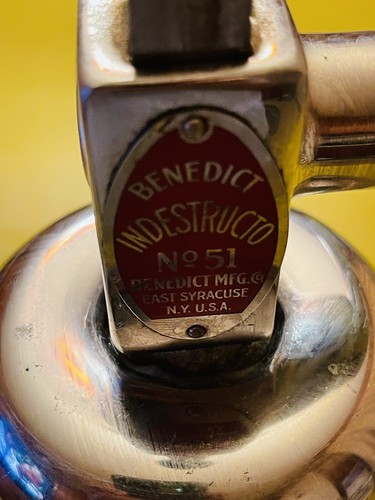 BENEDICT
INDESTRUCTO
No 51
BENEDICT MFG. Co
EAST SYRACUSE
N.Y. U.S.A.